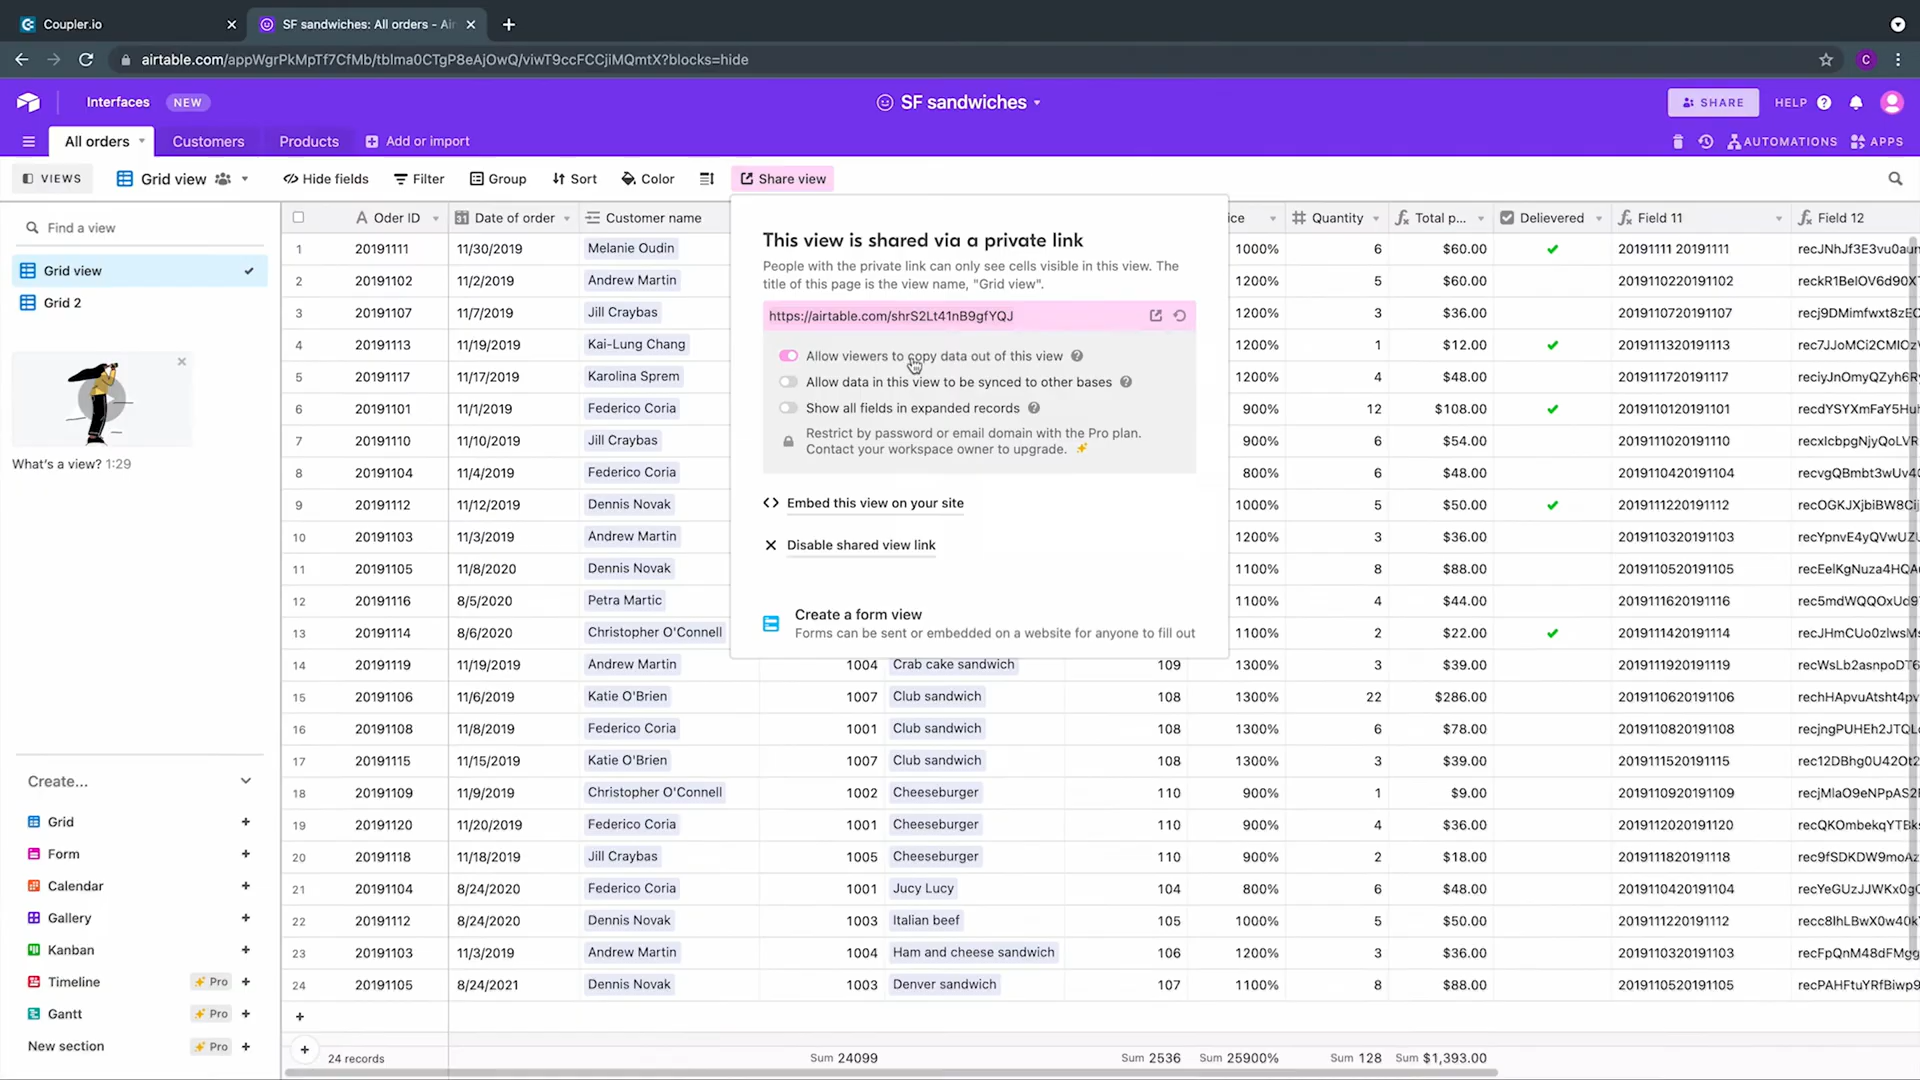 Coupler.io
SF sandwiches: All orders - Air
airtable.com/appWgrPkMpTf7CfMb/tblma0CTgP8eAjOwQ/viwT9ccFCCjiMQmtX?blocks=hide
C
Interfaces NEW
SF sandwiches
SHARE HELP
All orders Customers Products Add or import
AUTOMATIONS APPS
VIEWS Grid view Hide fields Filter Group Sort Color Share view
Find a view
Grid view
Grid 2
What's a view? 1:29
Create...
Grid
Form
Calendar
Gallery
Kanban
Timeline Pro
Gantt Pro
New section Pro
Oder ID Date of order Customer name ice Quantity Total p... Delievered Field 11 Field 12
1 20191111 11/30/2019 Melanie Oudin 1000% 6 $60.00 20191111 20191111
2 20191102 11/2/2019 Andrew Martin 1200% 5 $60.00 2019110220191102
3 20191107 11/7/2019 Jill Craybas 1200% 3 $36.00 2019110720191107
4 20191113 11/19/2019 Kai-Lung Chang 1200% 1 $12.00 2019111320191113
5 20191117 11/17/2019 Karolina Sprem 1200% 4 $48.00 2019111720191117
6 20191101 11/1/2019 Federico Coria 900% 12 $108.00 2019110120191101
7 20191110 11/10/2019 Jill Craybas 900% 6 $54.00 2019111020191110
8 20191104 11/4/2019 Federico Coria 800% 6 $48.00 2019110420191104
9 20191112 11/12/2019 Dennis Novak 1000% 5 $50.00 2019111220191112
10 20191103 11/3/2019 Andrew Martin 1200% 3 $36.00 2019110320191103
11 20191105 11/8/2020 Dennis Novak 1100% 8 $88.00 2019110520191105
12 20191116 8/5/2020 Petra Martic 1100% 4 $44.00 2019111620191116
13 20191114 8/6/2020 Christopher O'Connell 1100% 2 $22.00 2019111420191114
14 20191119 11/19/2019 Andrew Martin 1004 Crab cake sandwich 109 1300% 3 $39.00 2019111920191119
15 20191106 11/6/2019 Katie O'Brien 1007 Club sandwich 108 1300% 22 $286.00 2019110620191106
16 20191108 11/8/2019 Federico Coria 1001 Club sandwich 108 1300% 6 $78.00 2019110820191108
17 20191115 11/15/2019 Katie O'Brien 1007 Club sandwich 108 1300% 3 $39.00 2019111520191115
18 20191109 11/9/2019 Christopher O'Connell 1002 Cheeseburger 110 900% 1 $9.00 2019110920191109
19 20191120 11/20/2019 Federico Coria 1001 Cheeseburger 110 900% 4 $36.00 2019112020191120
20 20191118 11/18/2019 Jill Craybas 1005 Cheeseburger 110 900% 2 $18.00 2019111820191118
21 20191104 8/24/2020 Federico Coria 1001 Jucy Lucy 104 800% 6 $48.00 2019110420191104
22 20191112 8/24/2020 Dennis Novak 1003 Italian beef 105 1000% 5 $50.00 2019111220191112
23 20191103 11/3/2019 Andrew Martin 1004 Ham and cheese sandwich 106 1200% 3 $36.00 2019110320191103
24 20191105 8/24/2021 Dennis Novak 1003 Denver sandwich 107 1100% 8 $88.00 2019110520191105
24 records Sum 24099 Sum 2536 Sum 25900% Sum 128 Sum $1,393.00
This view is shared via a private link
People with the private link can only see cells visible in this view. The
title of this page is the view name, "Grid view".
https://airtable.com/shrS2Lt41nB9gfYQJ
Allow viewers to copy data out of this view
Allow data in this view to be synced to other bases
Show all fields in expanded records
Restrict by password or email domain with the Pro plan.
Contact your workspace owner to upgrade.
Embed this view on your site
Disable shared view link
Create a form view
Forms can be sent or embedded on a website for anyone to fill out